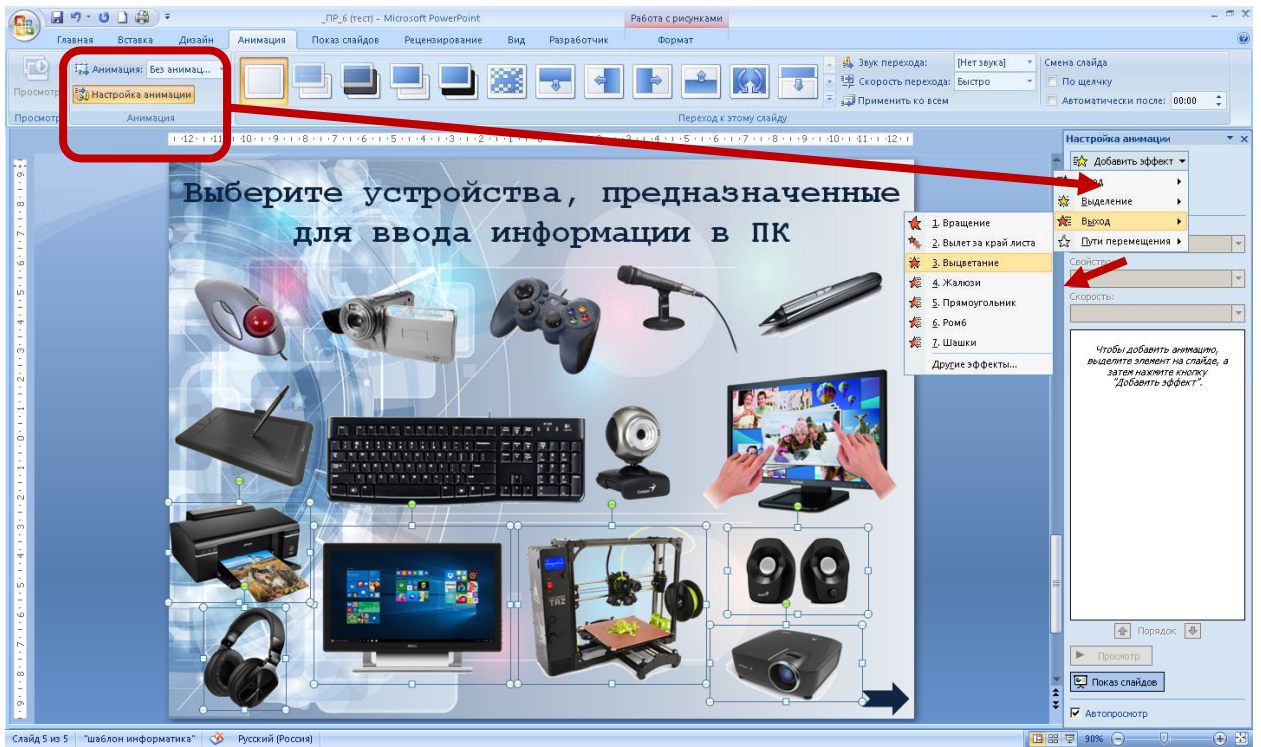 _ПР_6 (тест) - Microsoft PowerPoint
Работа с рисунками
Главная Вставка Дизайн Анимация Показ слайдов Рецензирование Вид Разработчик Формат
Просмотр
Анимация: Без анимац...
Настройка анимации
Звук перехода: [Нет звука]
Скорость перехода: Быстро
Применить ко всем
Смена слайда
По щелчку
Автоматически после: 00:00
Просмотр Анимация Переход к этому слайду
Настройка анимации
Добавить эффект
Выделение
Выход
Пути перемещения
1. Вращение
2. Вылет за край листа
3. Выцветание
4. Жалюзи
5. Прямоугольник
6. Ромб
7. Шашки
Другие эффекты...
Скорость:
Чтобы добавить анимацию,
выделите элемент на слайде, а
затем нажмите кнопку
"Добавить эффект".
Порядок
Просмотр
Показ слайдов
Автопросмотр
Выберите устройства, предназначенные
для ввода информации в ПК
DELL
TAZ
Слайд 5 из 5 "шаблон информатика" Русский (Россия) 90%